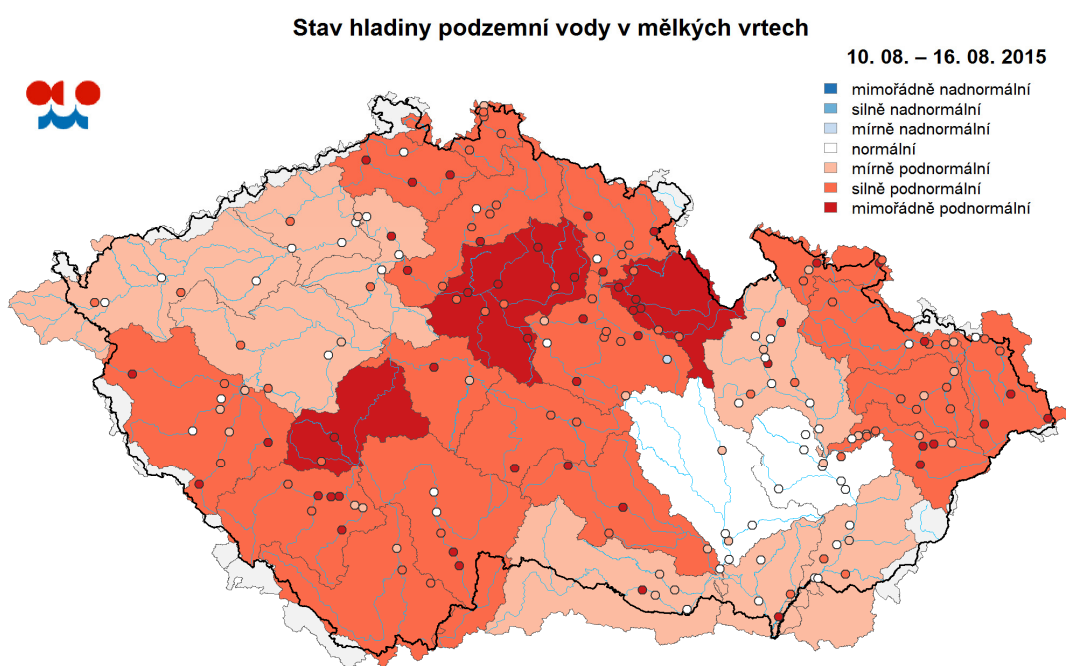 Stav hladiny podzemní vody v mělkých vrtech
10. 08. – 16. 08. 2015
mimořádně nadnormální
silně nadnormální
mírně nadnormální
normální
mírně podnormální
silně podnormální
mimořádně podnormální